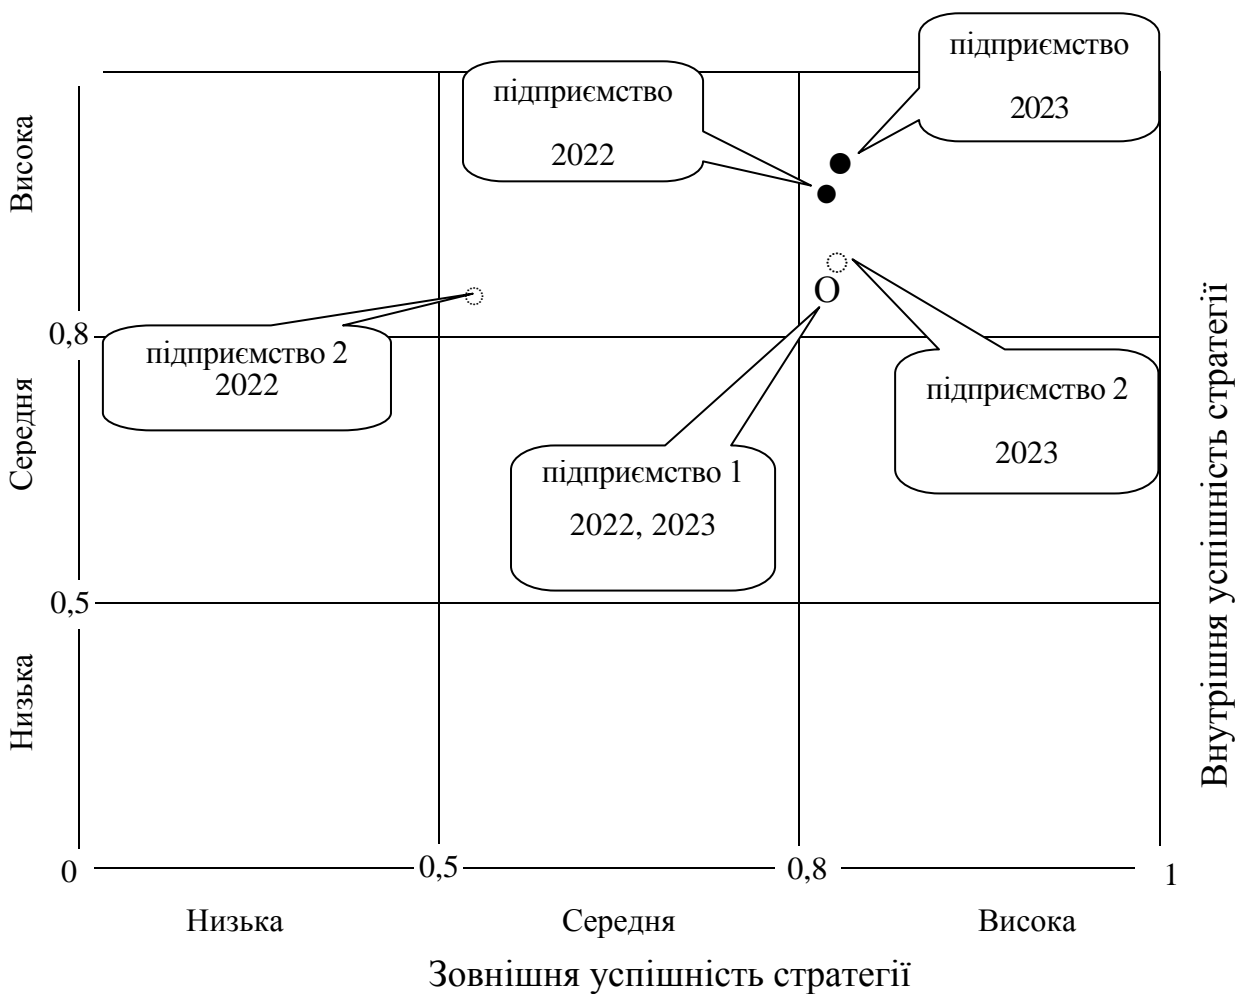 підприємство
2023
підприємство
2022
Висока
О
0,8
підприємство 2
2022
підприємство 2
2023
Середня
підприємство 1
2022, 2023
0,5
Низька
Внутрішня успішність стратегії
0
0,5
0,8
1
Низька
Середня
Висока
Зовнішня успішність стратегії